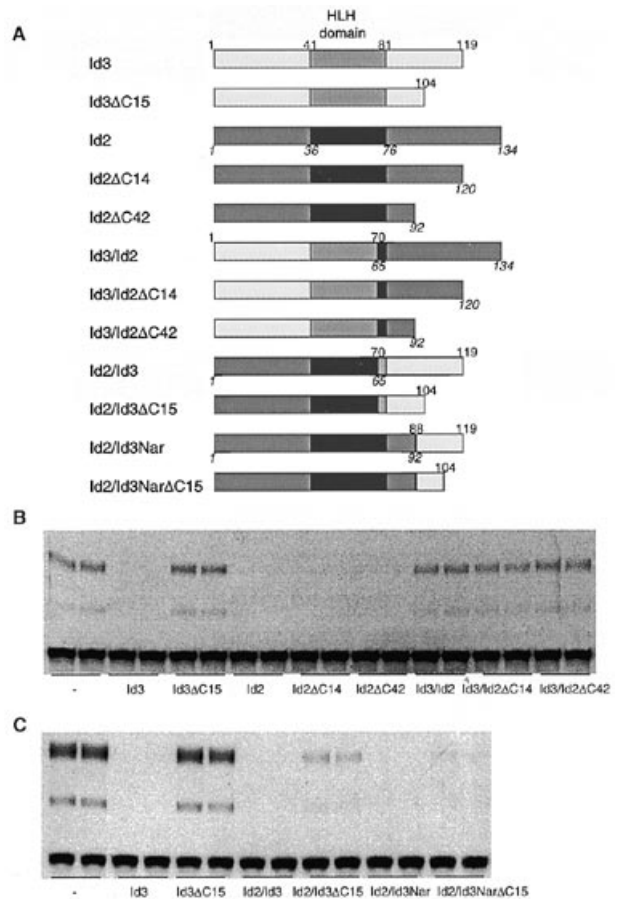 HLH
domain
A
1 41 81 119
Id3
104
Id3ΔC15
Id2
1 36 76 134
Id2ΔC14
120
Id2ΔC42
92
1 70
Id3/Id2
65 134
Id3/Id2ΔC14
120
Id3/Id2ΔC42
92
70 119
Id2/Id3
1 65
104
Id2/Id3ΔC15
88 119
Id2/Id3Nar
1 92
104
Id2/Id3NarΔC15
B
- Id3 Id3ΔC15 Id2 Id2ΔC14 Id2ΔC42 Id3/Id2 Id3/Id2ΔC14 Id3/Id2ΔC42
C
- Id3 Id3ΔC15 Id2/Id3 Id2/Id3ΔC15 Id2/Id3Nar Id2/Id3NarΔC15